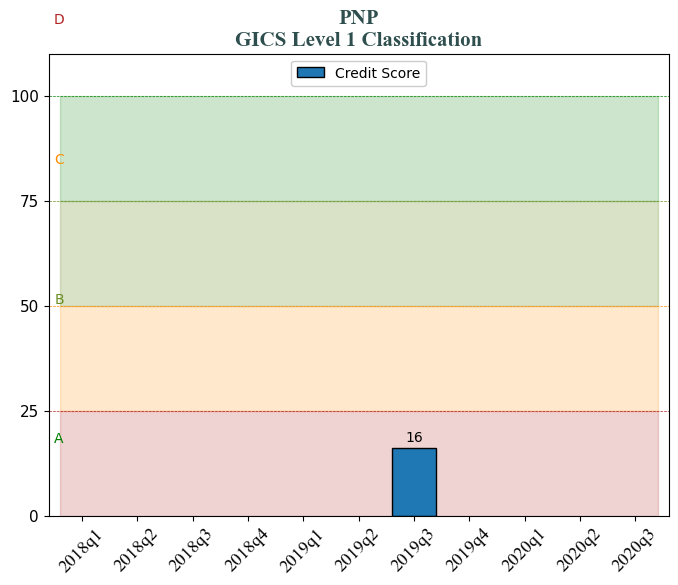 D
PNP
GICS Level 1 Classification
Credit Score
100
C
75
B
50
25
A
16
0
2018q1 2018q2 2018q3 2018q4 2019q1 2019q2 2019q3 2019q4 2020q1 2020q2 2020q3